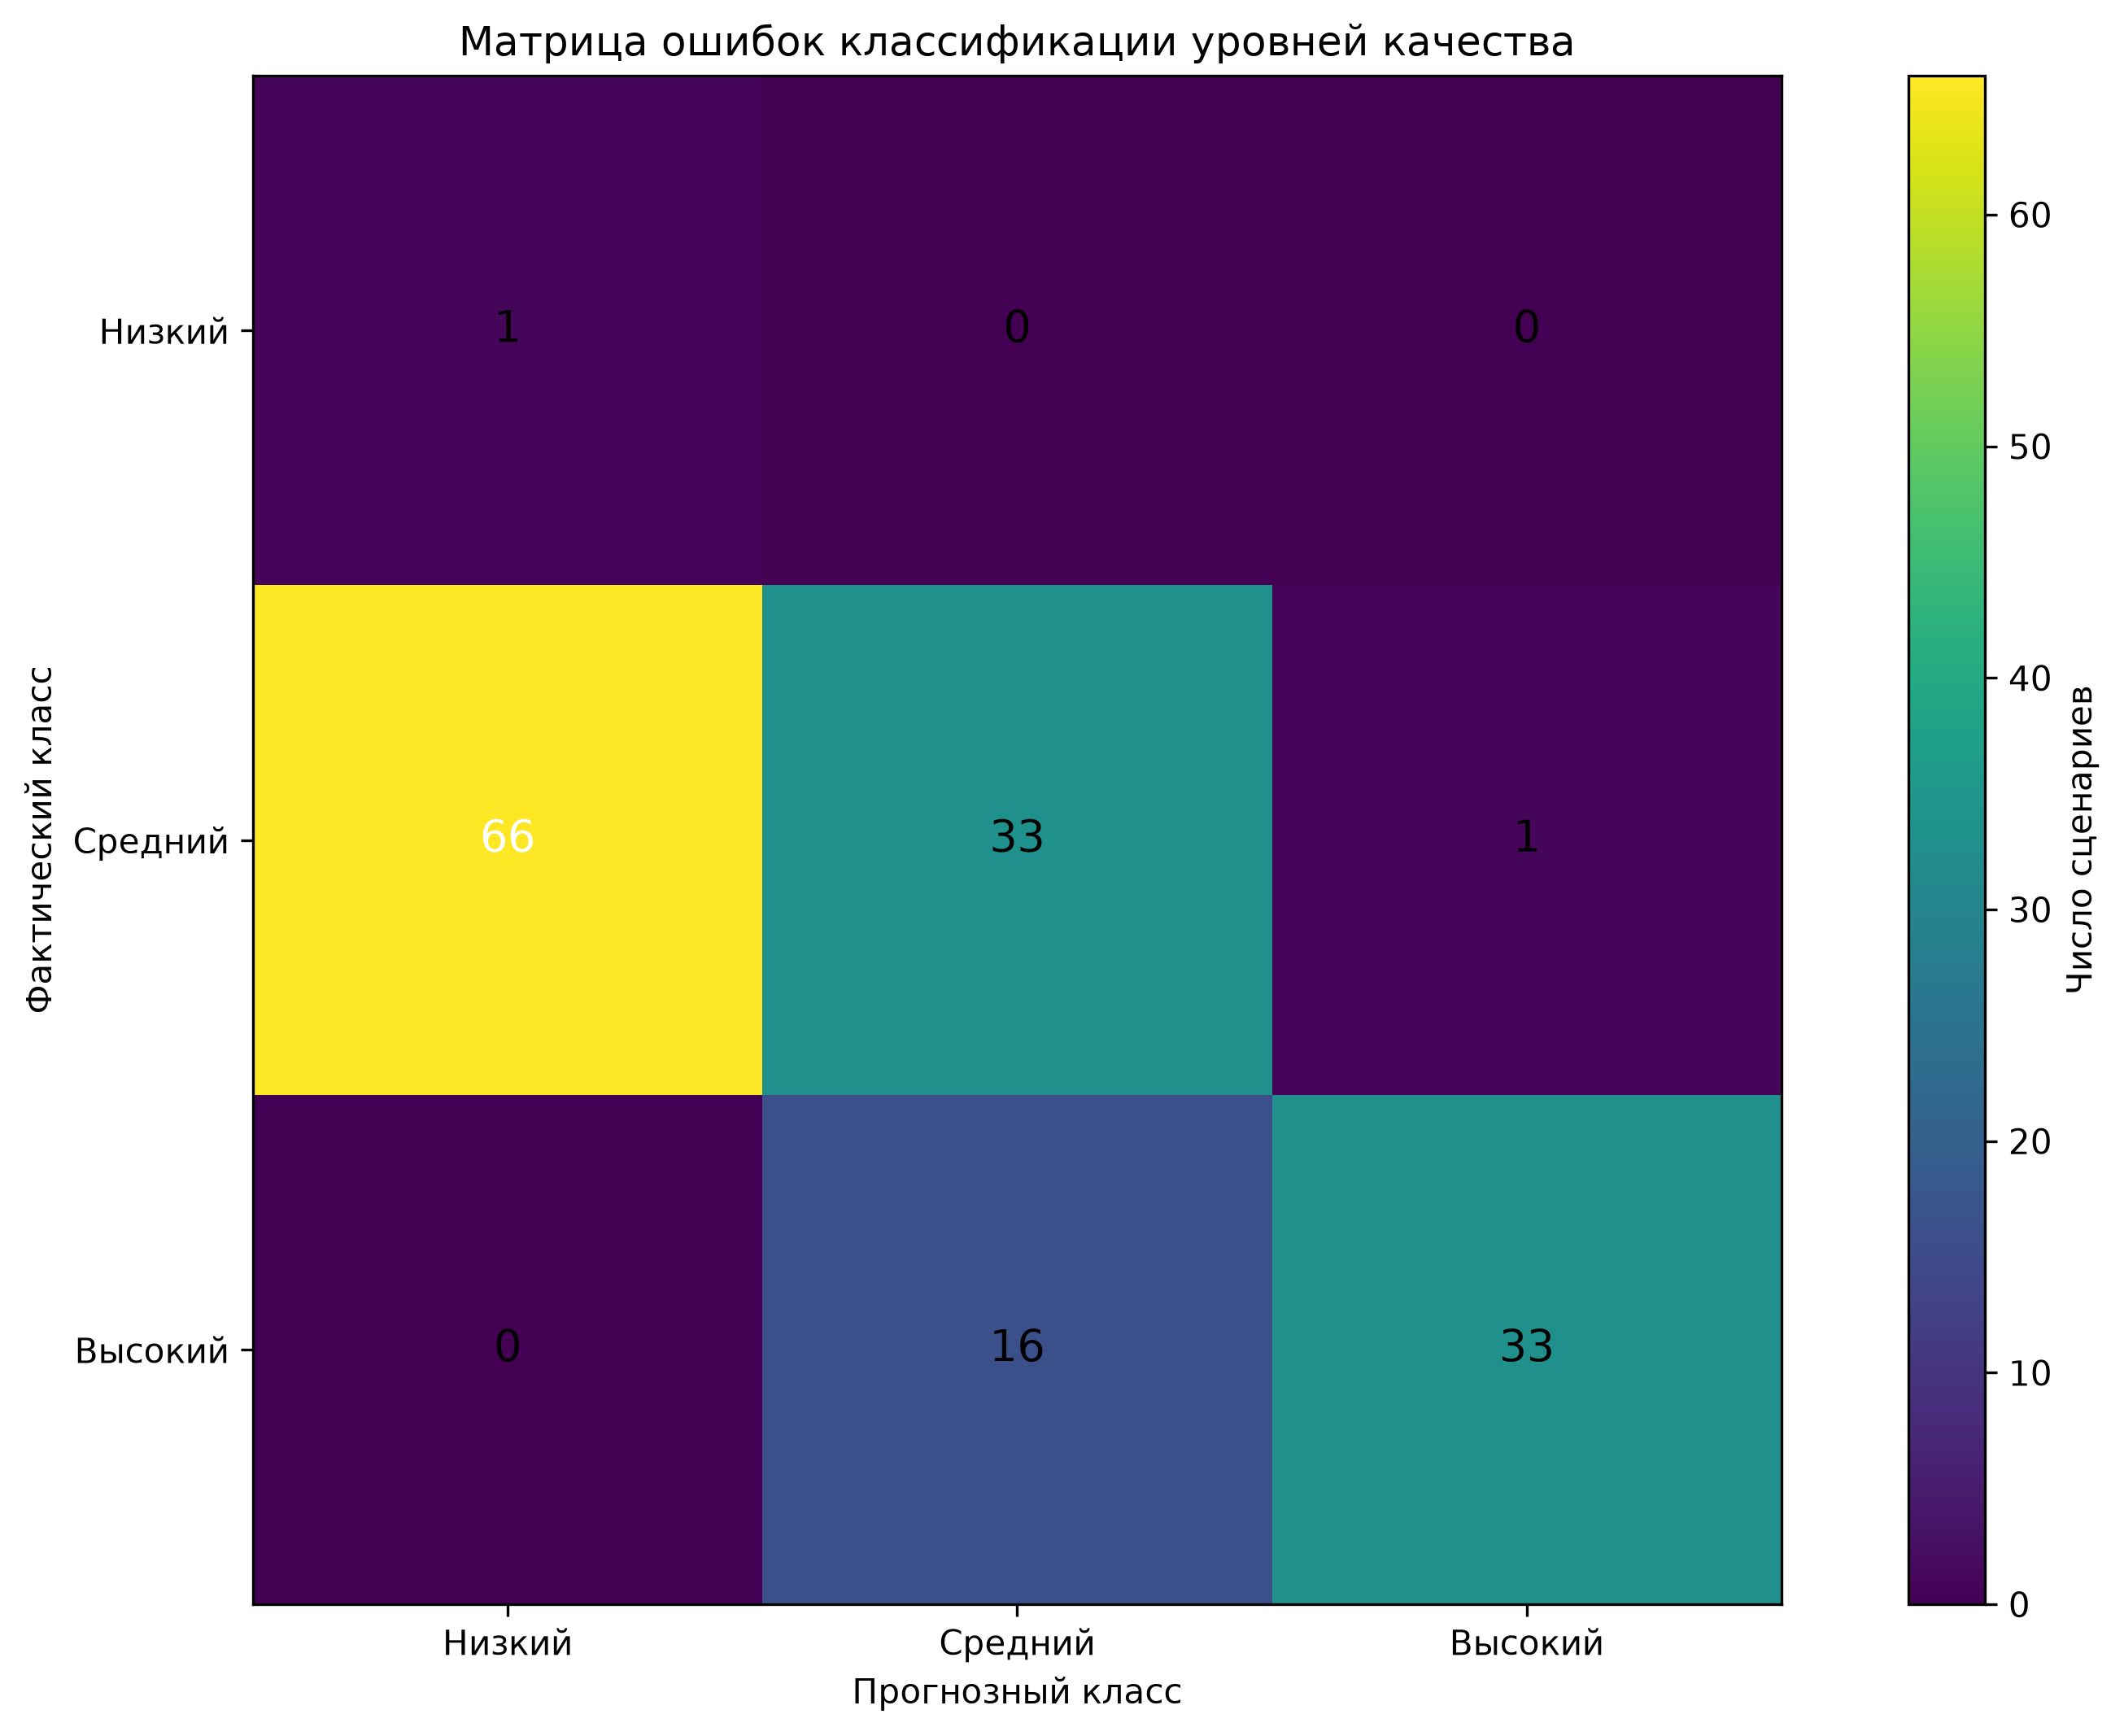 Матрица ошибок классификации уровней качества
Фактический класс
Низкий
1
0
0
Средний
66
33
1
Высокий
0
16
33
Низкий
Средний
Высокий
Прогнозный класс
60
50
40
30
20
10
0
Число сценариев